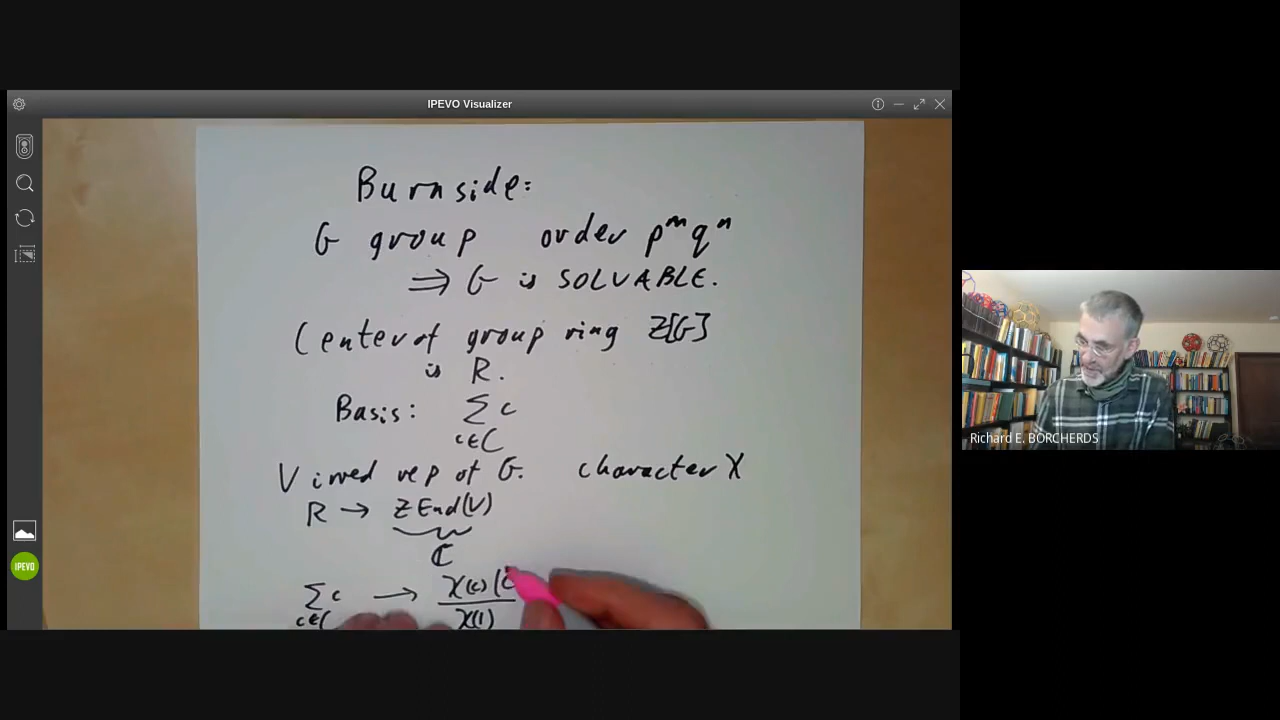 IPEVO Visualizer
Burnside:
G group order p^m q^n
⇒ G is SOLVABLE.
Center of group ring Z[G]
is R.
Basis: ∑ c
c∈C
V irred rep of G. character χ
R → Z End(V)
ℂ
∑ c → χ(c) |C
c∈C χ(1)
IPEVO
Richard E. BORCHERDS